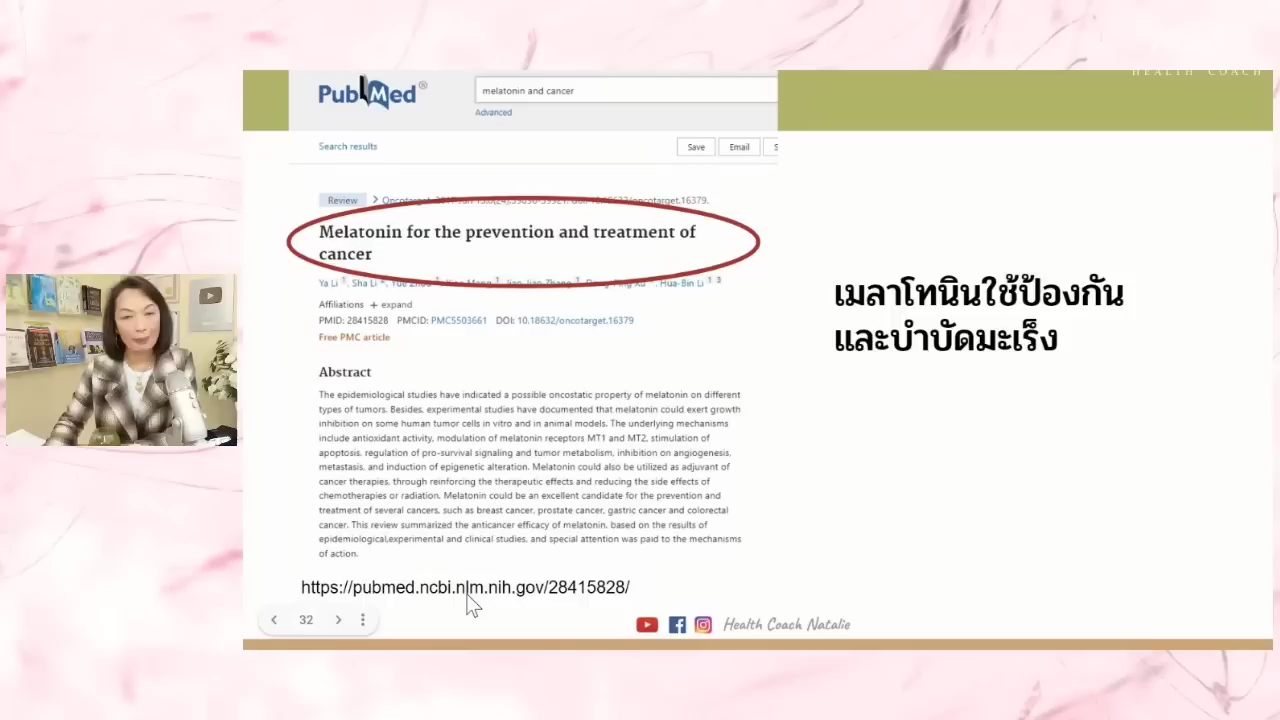 HEALTH COACH
PubMed®
melatonin and cancer
Advanced
Search results
Save
Email
Review
Melatonin for the prevention and treatment of
cancer
Ya Li 1, Sha Li
Hua-Bin Li 1 3
Affiliations + expand
PMID: 28415828 PMCID: PMC5503661 DOI: 10.18632/oncotarget.16379
Free PMC article
Abstract
The epidemiological studies have indicated a possible oncostatic property of melatonin on different
types of tumors. Besides, experimental studies have documented that melatonin could exert growth
inhibition on some human tumor cells in vitro and in animal models. The underlying mechanisms
include antioxidant activity, modulation of melatonin receptors MT1 and MT2, stimulation of
apoptosis, regulation of pro-survival signaling and tumor metabolism, inhibition on angiogenesis,
metastasis, and induction of epigenetic alteration. Melatonin could also be utilized as adjuvant of
cancer therapies, through reinforcing the therapeutic effects and reducing the side effects of
chemotherapies or radiation. Melatonin could be an excellent candidate for the prevention and
treatment of several cancers, such as breast cancer, prostate cancer, gastric cancer and colorectal
cancer. This review summarized the anticancer efficacy of melatonin, based on the results of
epidemiological,experimental and clinical studies, and special attention was paid to the mechanisms
of action.
https://pubmed.ncbi.nlm.nih.gov/28415828/
เมลาโทนินใช้ป้องกัน
และบำบัดมะเร็ง
32
Health Coach Natalie